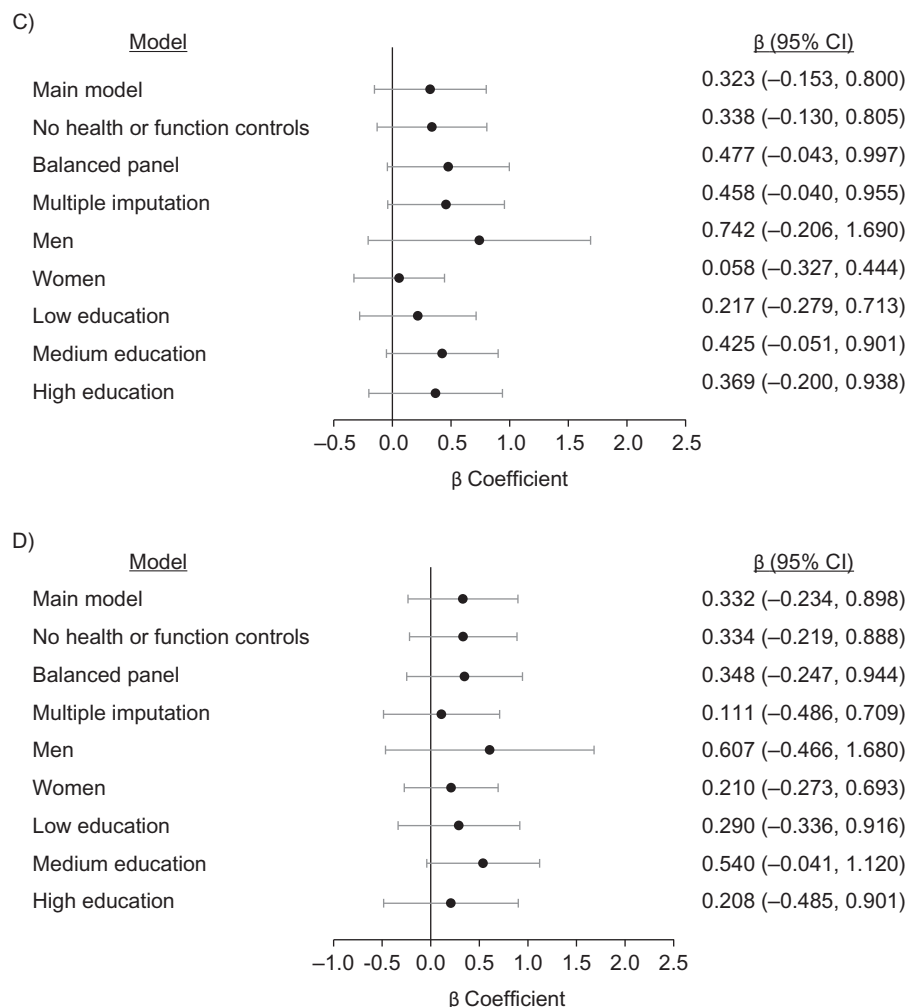 C)
Model β (95% CI)
Main model 0.323 (–0.153, 0.800)
No health or function controls 0.338 (–0.130, 0.805)
Balanced panel 0.477 (–0.043, 0.997)
Multiple imputation 0.458 (–0.040, 0.955)
Men 0.742 (–0.206, 1.690)
Women 0.058 (–0.327, 0.444)
Low education 0.217 (–0.279, 0.713)
Medium education 0.425 (–0.051, 0.901)
High education 0.369 (–0.200, 0.938)
–0.5 0.0 0.5 1.0 1.5 2.0 2.5
β Coefficient
D)
Model β (95% CI)
Main model 0.332 (–0.234, 0.898)
No health or function controls 0.334 (–0.219, 0.888)
Balanced panel 0.348 (–0.247, 0.944)
Multiple imputation 0.111 (–0.486, 0.709)
Men 0.607 (–0.466, 1.680)
Women 0.210 (–0.273, 0.693)
Low education 0.290 (–0.336, 0.916)
Medium education 0.540 (–0.041, 1.120)
High education 0.208 (–0.485, 0.901)
–1.0 -0.5 0.0 0.5 1.0 1.5 2.0 2.5
β Coefficient